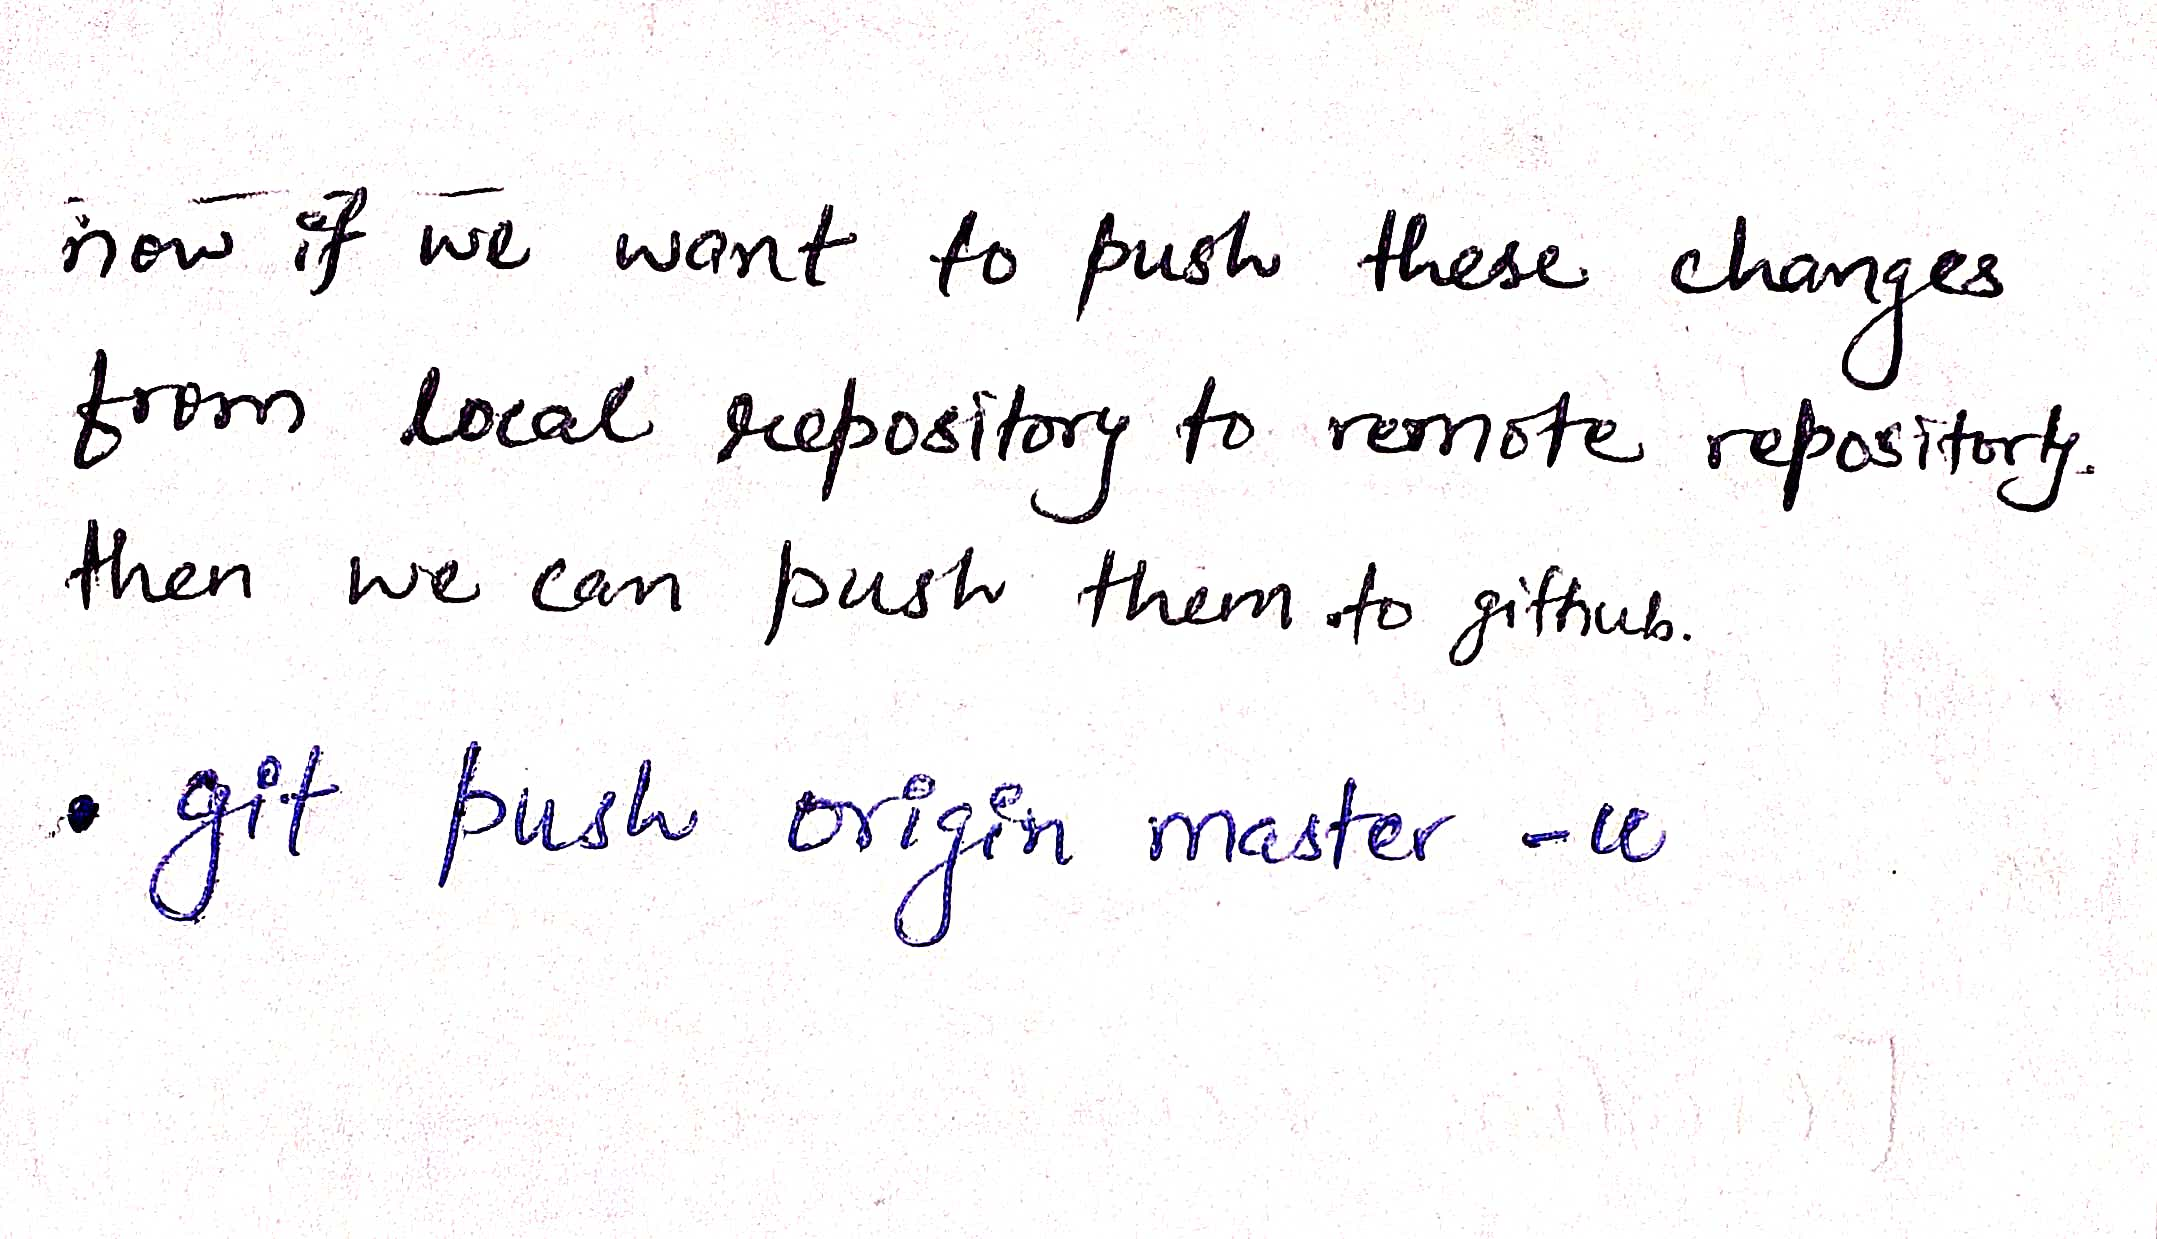 now if we want to push these changes
from local repository to remote repository.
then we can push them to github.
• git push origin master -u